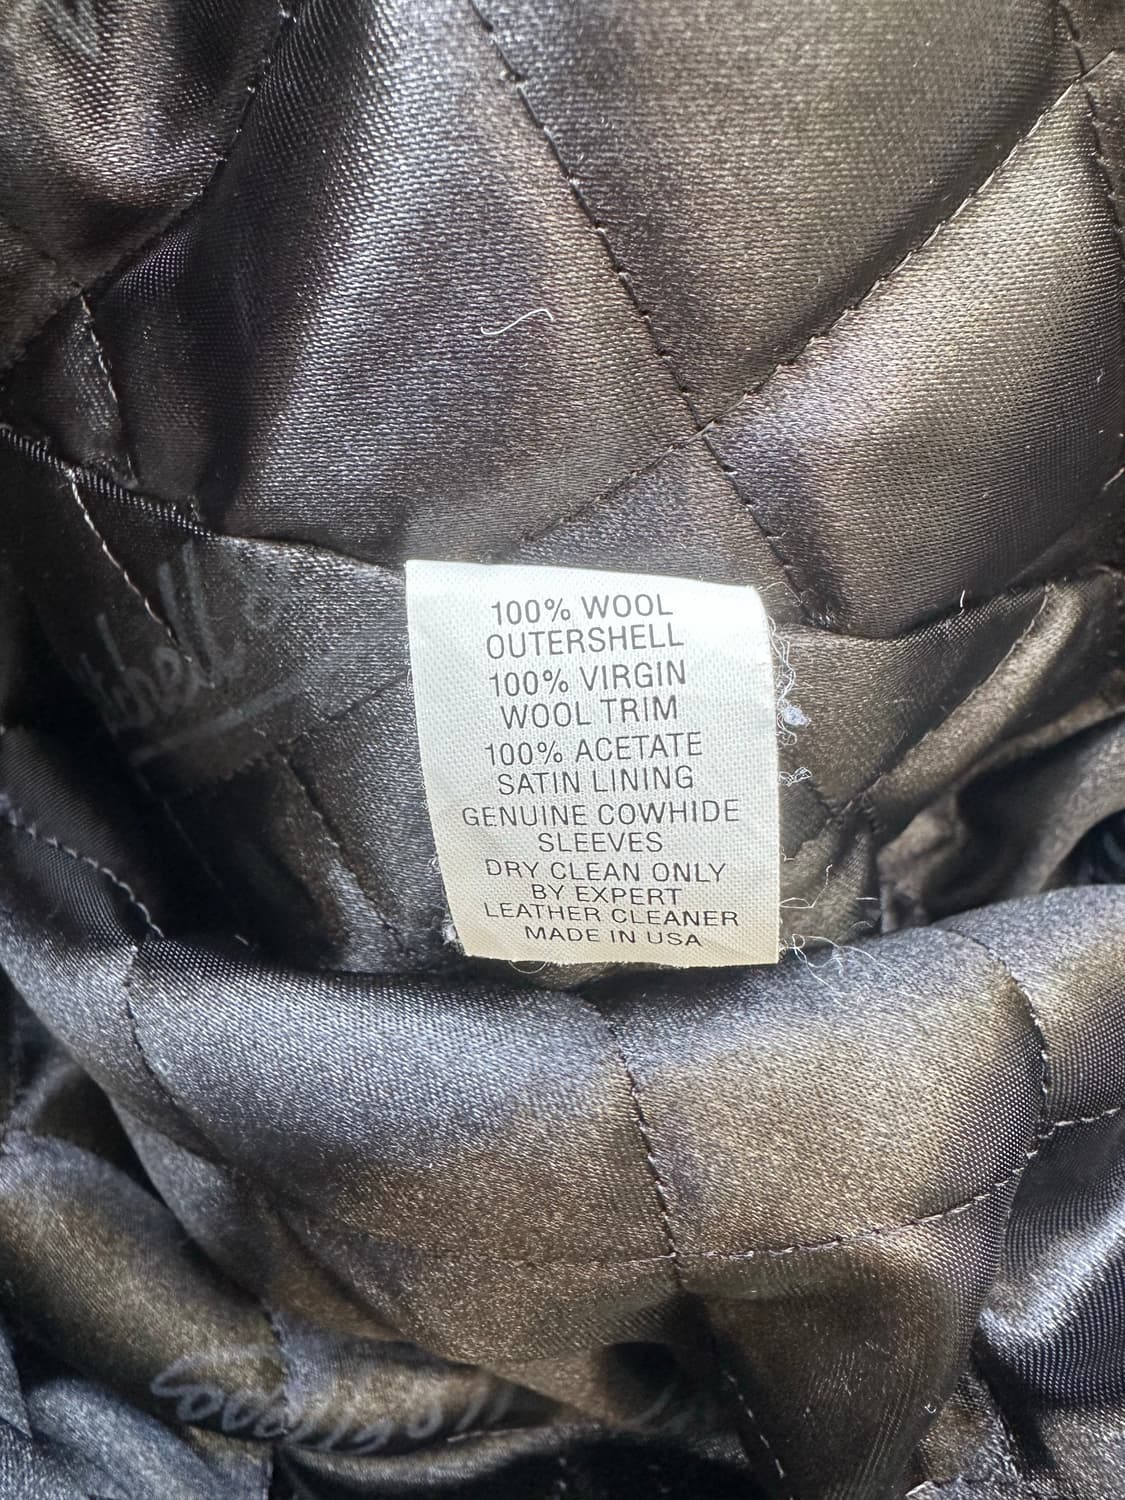 100% WOOL
OUTERSHELL
100% VIRGIN
WOOL TRIM
100% ACETATE
SATIN LINING
GENUINE COWHIDE
SLEEVES
DRY CLEAN ONLY
BY EXPERT
LEATHER CLEANER
MADE IN USA